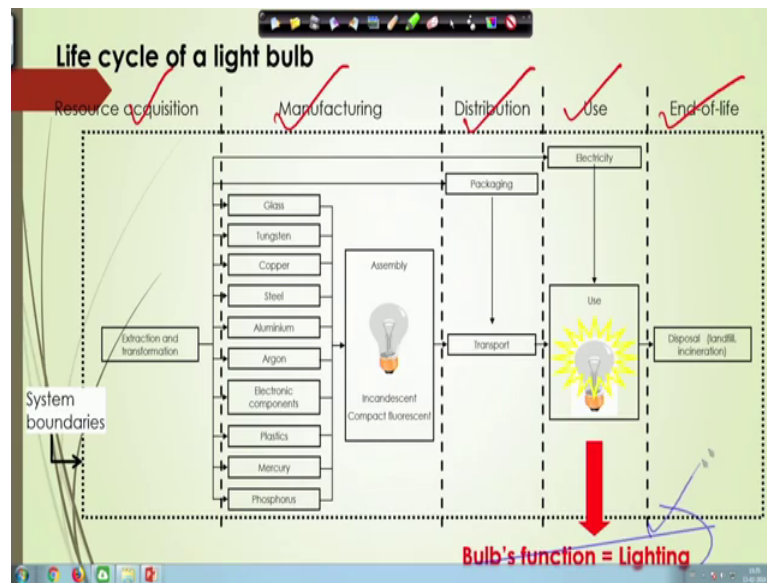 Life cycle of a light bulb
Resource acquisition
Manufacturing
Distribution
Use
End-of-life
Electricity
Packaging
Glass
Tungsten
Copper
Steel
Aluminium
Argon
Electronic
components
Plastics
Mercury
Phosphorus
Extraction and
transformation
Assembly
Incandescent
Compact fluorescent
Transport
Use
Disposal (landfill,
incineration)
System
boundaries
Bulb's function = Lighting